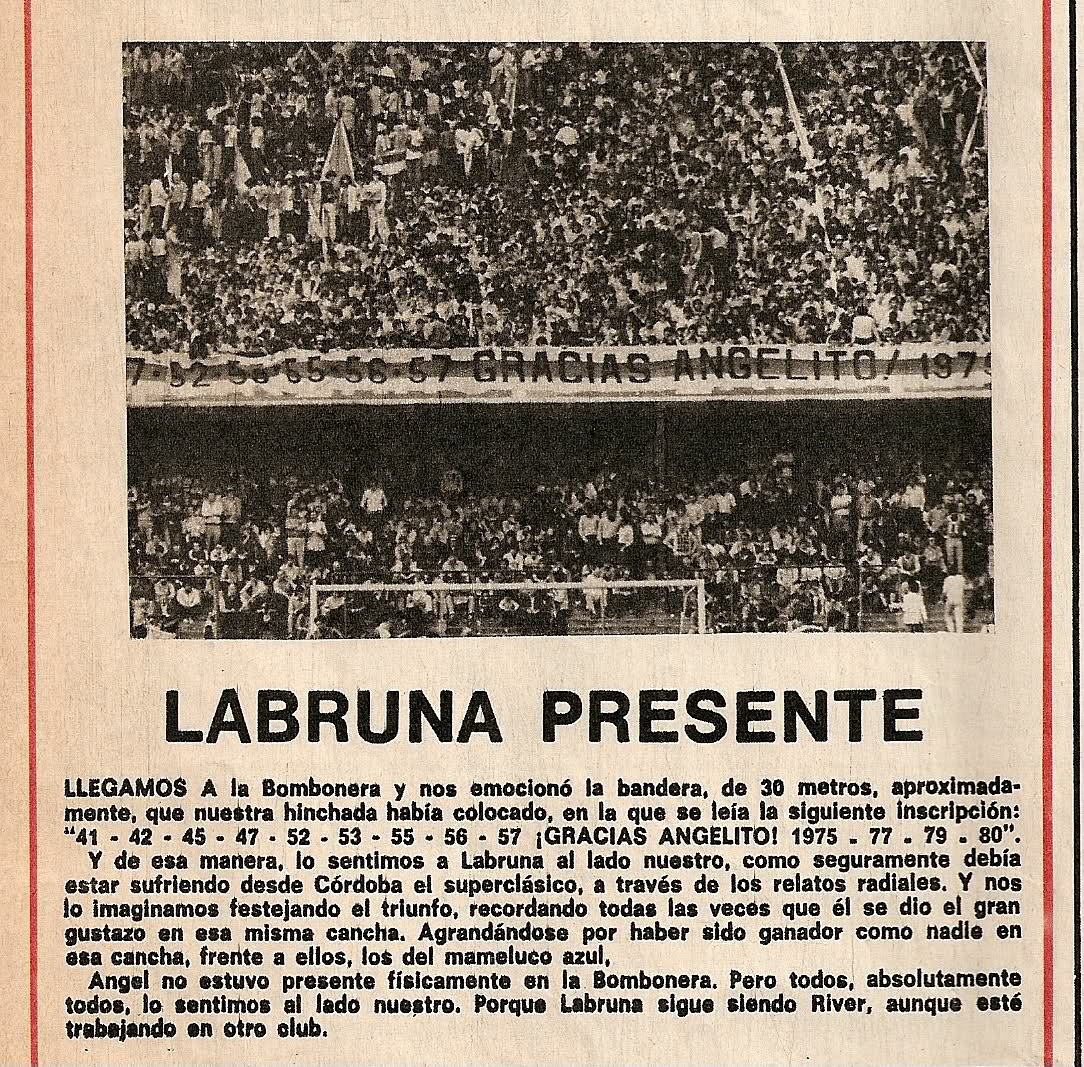 7-52-53-55-56-57 GRACIAS ANGELITO! 1975
LABRUNA PRESENTE
LLEGAMOS A la Bombonera y nos emocionó la bandera, de 30 metros, aproximada-
mente, que nuestra hinchada había colocado, en la que se leía la siguiente inscripción:
"41 - 42 - 45 - 47 - 52 - 53 - 55 - 56 - 57 ¡GRACIAS ANGELITO! 1975 - 77 - 79 - 80".
Y de esa manera, lo sentimos a Labruna al lado nuestro, como seguramente debía
estar sufriendo desde Córdoba el superclásico, a través de los relatos radiales. Y nos
lo imaginamos festejando el triunfo, recordando todas las veces que él se dio el gran
gustazo en esa misma cancha. Agrandándose por haber sido ganador como nadie en
esa cancha, frente a ellos, los del mameluco azul,
Angel no estuvo presente físicamente en la Bombonera. Pero todos, absolutamente
todos, lo sentimos al lado nuestro. Porque Labruna sigue siendo River, aunque esté
trabajando en otro club.